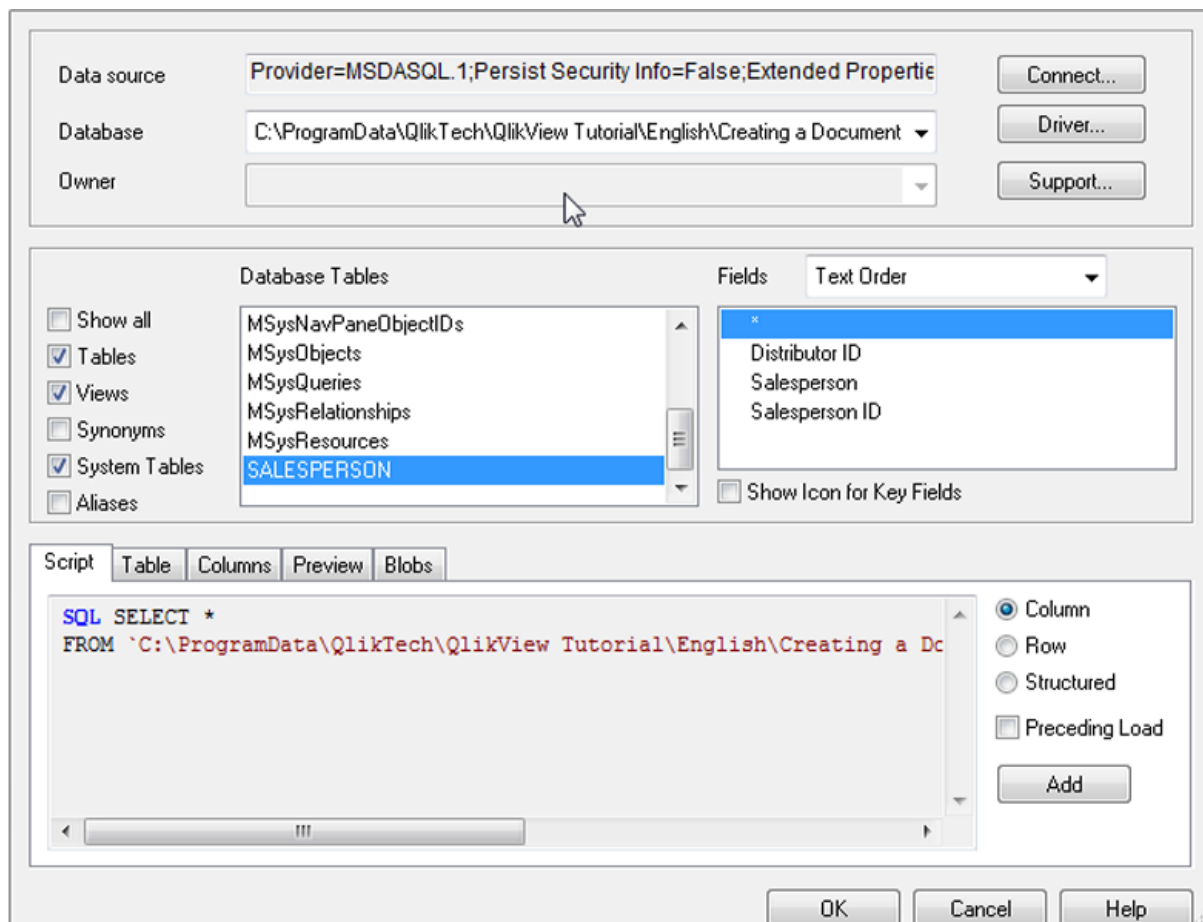 Data source Provider=MSDASQL.1;Persist Security Info=False;Extended Propertie Connect...
Database C:\ProgramData\QlikTech\QlikView Tutorial\English\Creating a Document Driver...
Owner Support...
Database Tables Fields Text Order
Show all
Tables
Views
Synonyms
System Tables
Aliases
MSysNavPaneObjectIDs
MSysObjects
MSysQueries
MSysRelationships
MSysResources
SALESPERSON
*
Distributor ID
Salesperson
Salesperson ID
Show Icon for Key Fields
Script Table Columns Preview Blobs
SQL SELECT *
FROM `C:\ProgramData\QlikTech\QlikView Tutorial\English\Creating a Do
Column
Row
Structured
Preceding Load
Add
OK Cancel Help